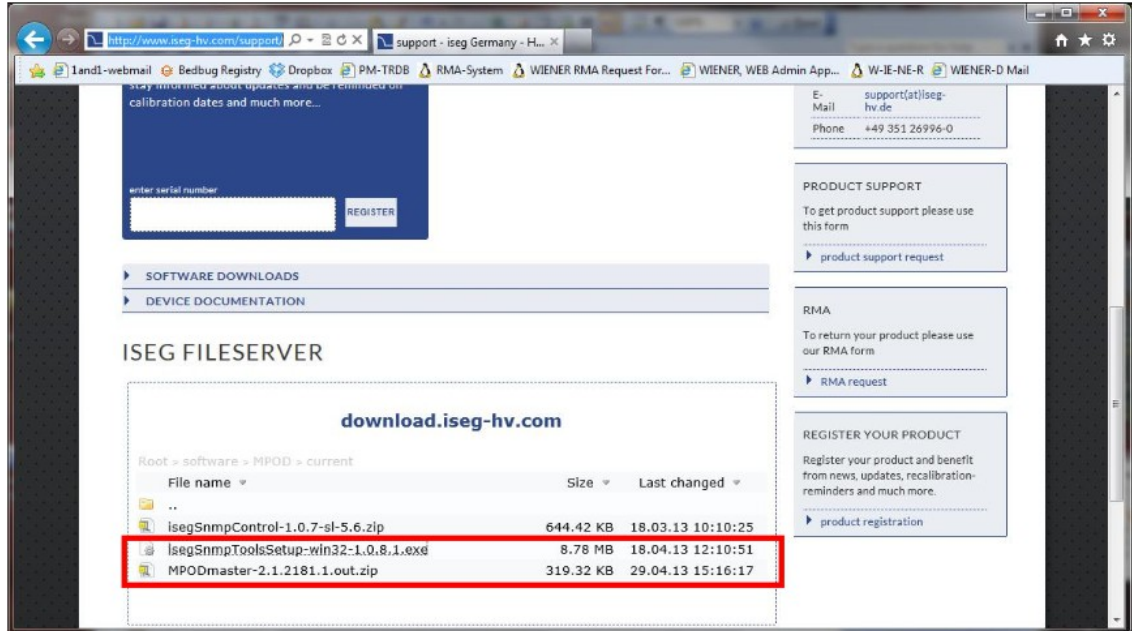 http://www.iseg-hv.com/support/
support - iseg Germany - H...
1and1-webmail
Bedbug Registry
Dropbox
PM-TRDB
RMA-System
WIENER RMA Request For...
WIENER, WEB Admin App...
W-IE-NE-R
WIENER-D Mail
stay informed about updates and be reminded on
calibration dates and much more...
enter serial number
REGISTER
SOFTWARE DOWNLOADS
DEVICE DOCUMENTATION
ISEG FILESERVER
download.iseg-hv.com
Root > software > MPOD > current
File name Size Last changed
..
isegSnmpControl-1.0.7-sl-5.6.zip 644.42 KB 18.03.13 10:10:25
isegSnmpToolsSetup-win32-1.0.8.1.exe 8.78 MB 18.04.13 12:10:51
MPODmaster-2.1.2181.1.out.zip 319.32 KB 29.04.13 15:16:17
E-Mail support(at)iseg-hv.de
Phone +49 351 26996-0
PRODUCT SUPPORT
To get product support please use
this form
product support request
RMA
To return your product please use
our RMA form
RMA request
REGISTER YOUR PRODUCT
Register your product and benefit
from news, updates, recalibration-
reminders and much more.
product registration